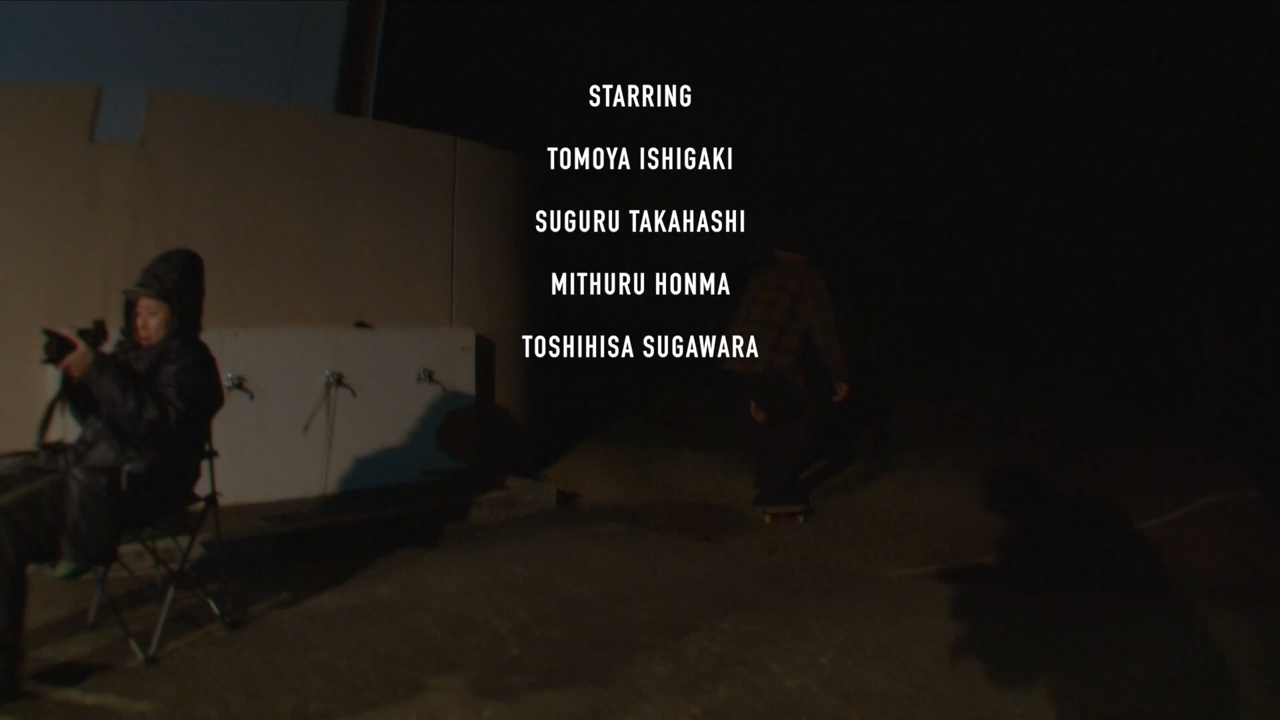 STARRING
TOMOYA ISHIGAKI
SUGURU TAKAHASHI
MITHURU HONMA
TOSHIHISA SUGAWARA